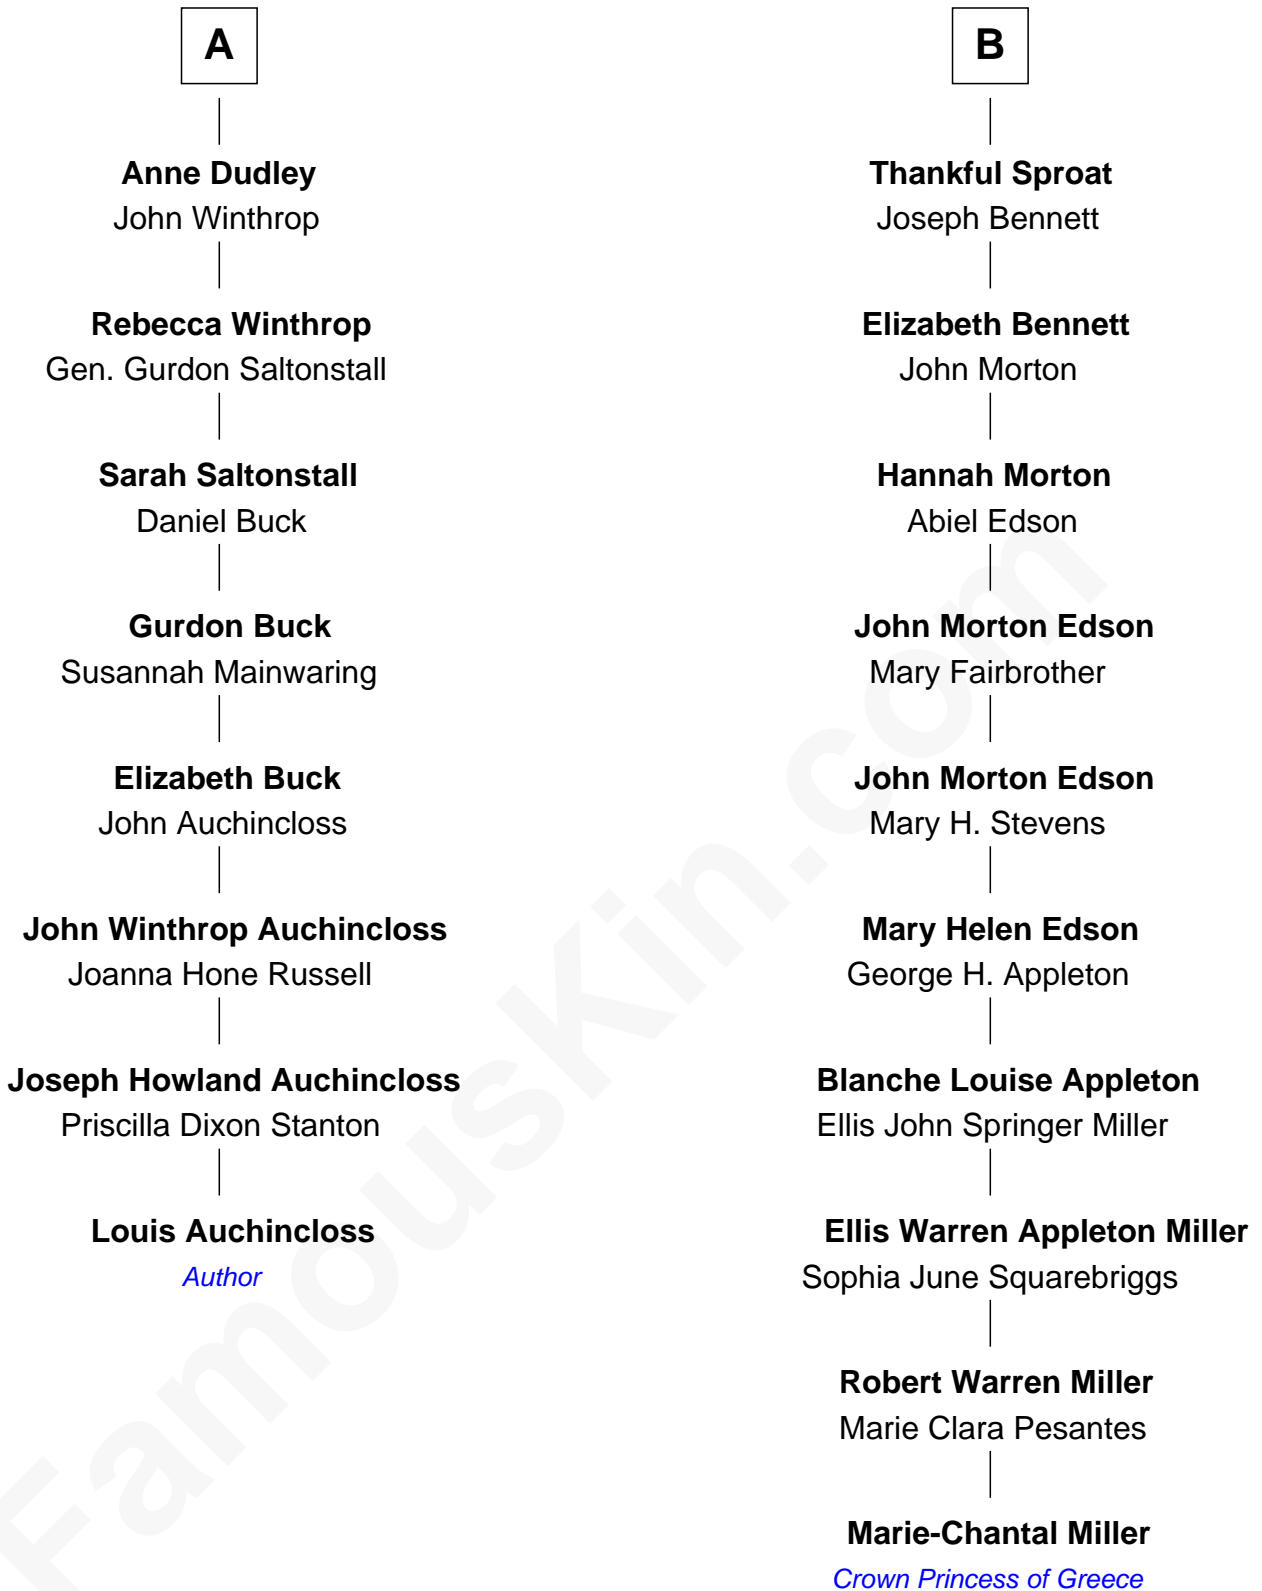 A
Anne Dudley
John Winthrop
Rebecca Winthrop
Gen. Gurdon Saltonstall
Sarah Saltonstall
Daniel Buck
Gurdon Buck
Susannah Mainwaring
Elizabeth Buck
John Auchincloss
John Winthrop Auchincloss
Joanna Hone Russell
Joseph Howland Auchincloss
Priscilla Dixon Stanton
Louis Auchincloss
Author
B
Thankful Sproat
Joseph Bennett
Elizabeth Bennett
John Morton
Hannah Morton
Abiel Edson
John Morton Edson
Mary Fairbrother
John Morton Edson
Mary H. Stevens
Mary Helen Edson
George H. Appleton
Blanche Louise Appleton
Ellis John Springer Miller
Ellis Warren Appleton Miller
Sophia June Squarebriggs
Robert Warren Miller
Marie Clara Pesantes
Marie-Chantal Miller
Crown Princess of Greece
FamousKin.com